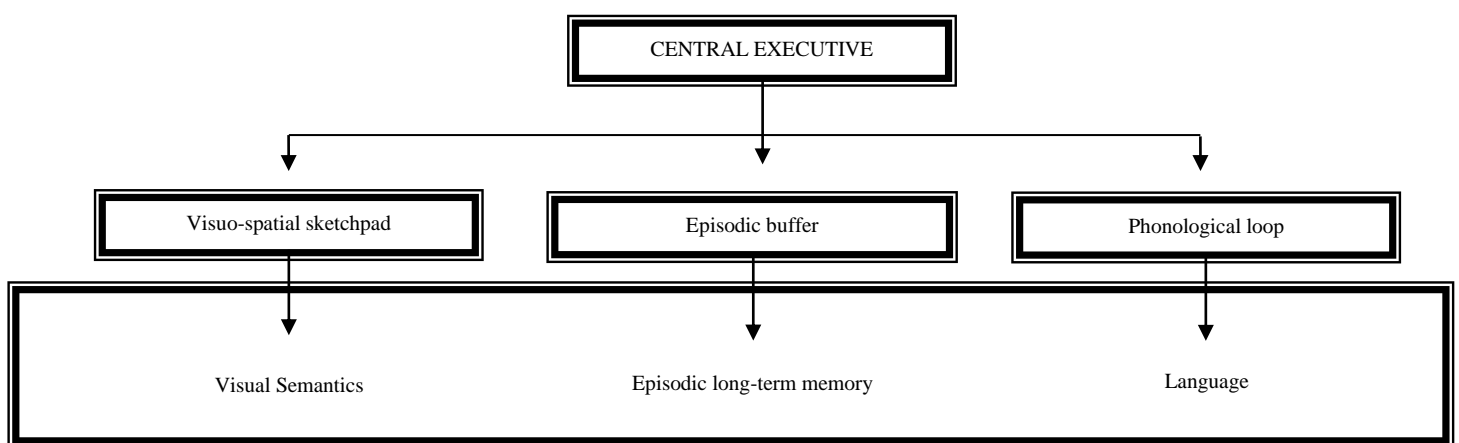 CENTRAL EXECUTIVE
Visuo-spatial sketchpad
Episodic buffer
Phonological loop
Visual Semantics
Episodic long-term memory
Language